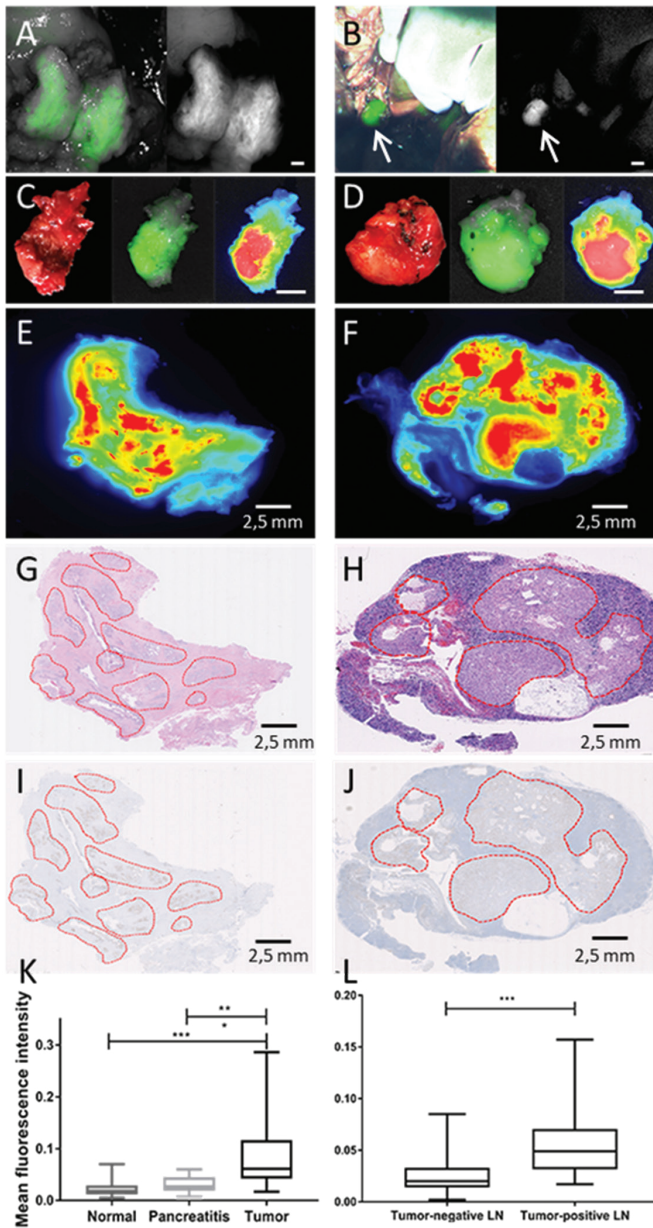 A
B
C
D
E
F
2,5 mm
2,5 mm
G
H
2,5 mm
2,5 mm
I
J
2,5 mm
2,5 mm
K
L
Mean fluorescence intensity
0.3
0.2
0.1
0.0
**
*
***
Normal Pancreatitis Tumor
0.20
0.15
0.10
0.05
0.00
***
Tumor-negative LN Tumor-positive LN